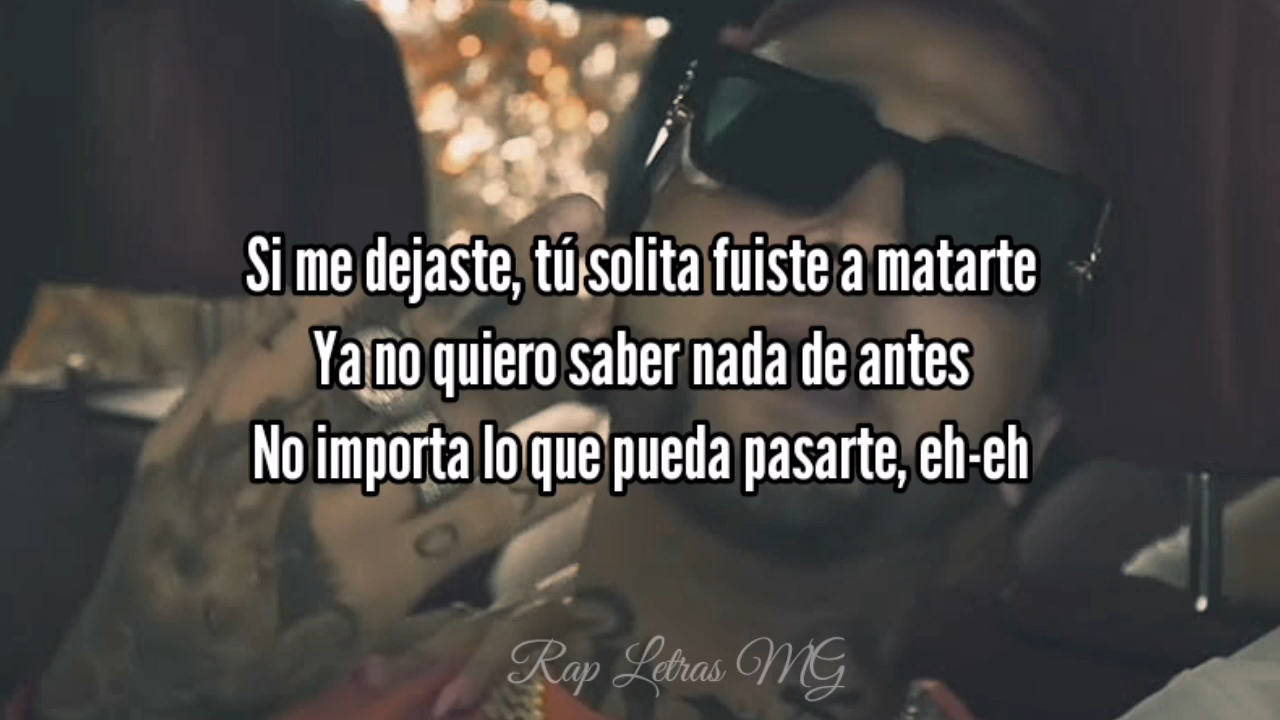 Si me dejaste, tú solita fuiste a matarte
Ya no quiero saber nada de antes
No importa lo que pueda pasarte, eh-eh
Rap Letras MG